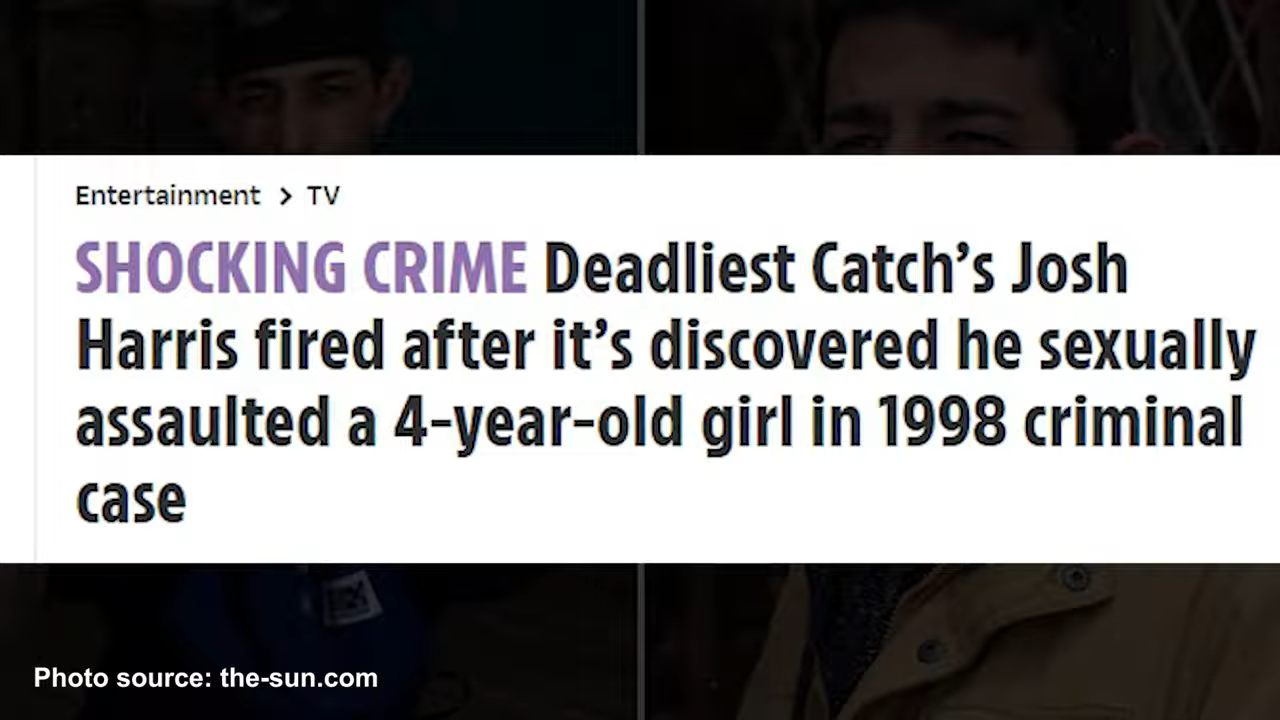 Entertainment > TV
SHOCKING CRIME Deadliest Catch’s Josh
Harris fired after it’s discovered he sexually
assaulted a 4-year-old girl in 1998 criminal
case
Photo source: the-sun.com